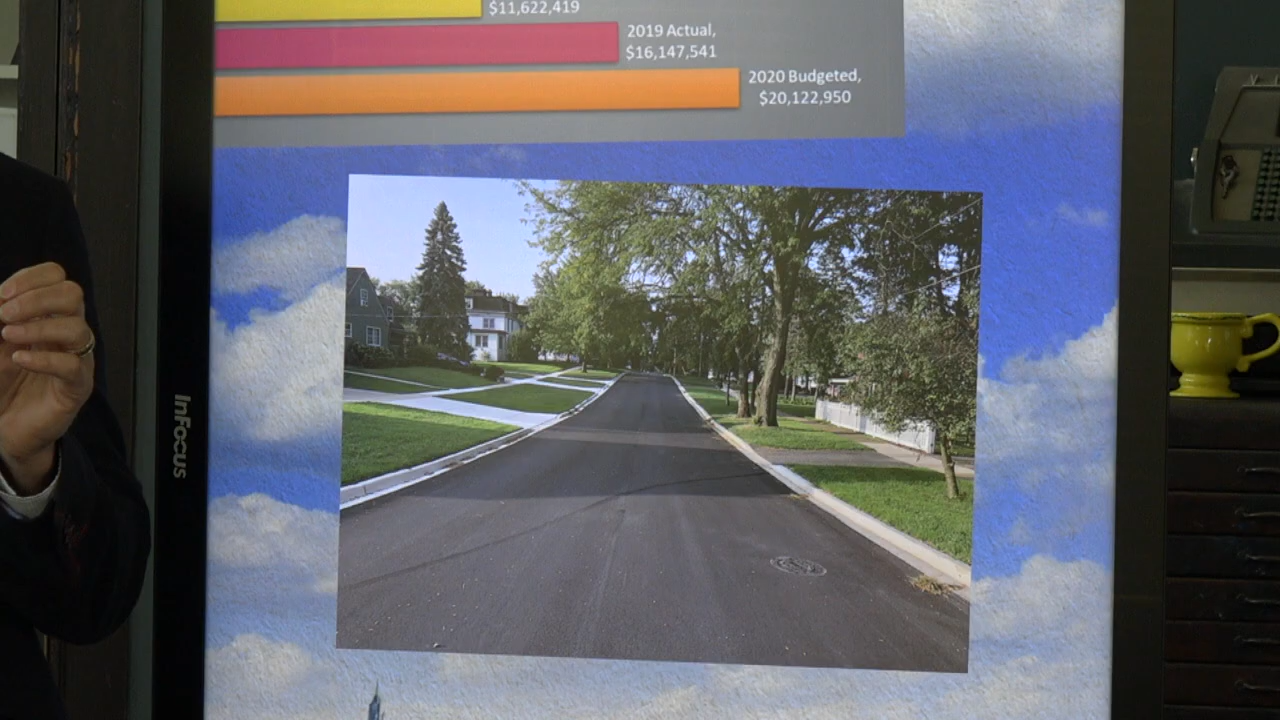 $11,622,419
2019 Actual,
$16,147,541
2020 Budgeted,
$20,122,950
InFocus